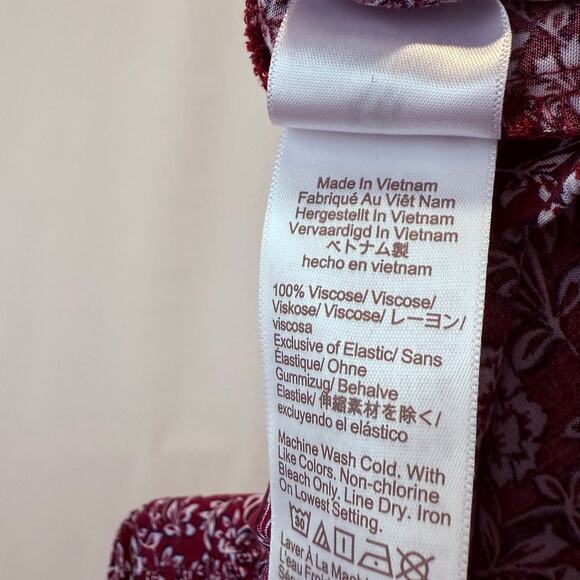 Made In Vietnam
Fabriqué Au Viêt Nam
Hergestellt In Vietnam
Vervaardigd In Vietnam
ベトナム製
hecho en vietnam
100% Viscose/ Viscose/
Viskose/ Viscose/ レーヨン/
viscosa
Exclusive of Elastic/ Sans
Élastique/ Ohne
Gummizug/ Behalve
Elastiek/ 伸縮素材を除く/
excluyendo el elástico
Machine Wash Cold. With
Like Colors, Non-chlorine
Bleach Only, Line Dry. Iron
On Lowest Setting.
30
Laver À La
L'eau